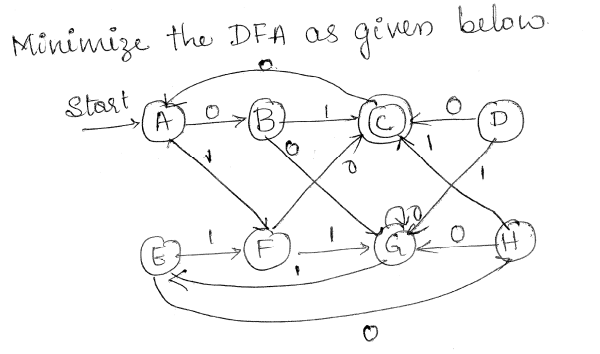 Minimize the DFA as given below.
0
Start A 0 B 1 C 0 D
1 0 0 1 1
E 1 F 1 G 0 0 H
1
0